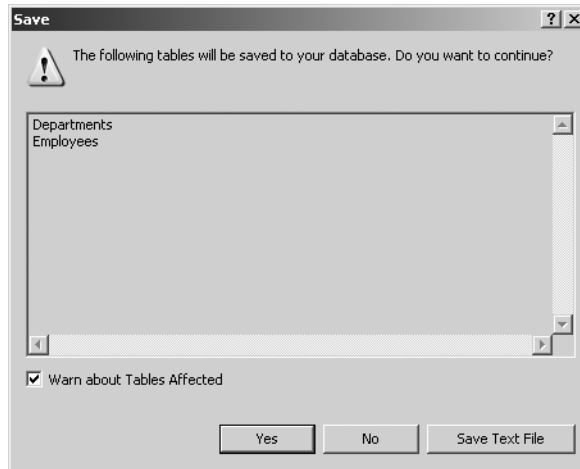 Save
The following tables will be saved to your database. Do you want to continue?
Departments
Employees
Warn about Tables Affected
Yes No Save Text File